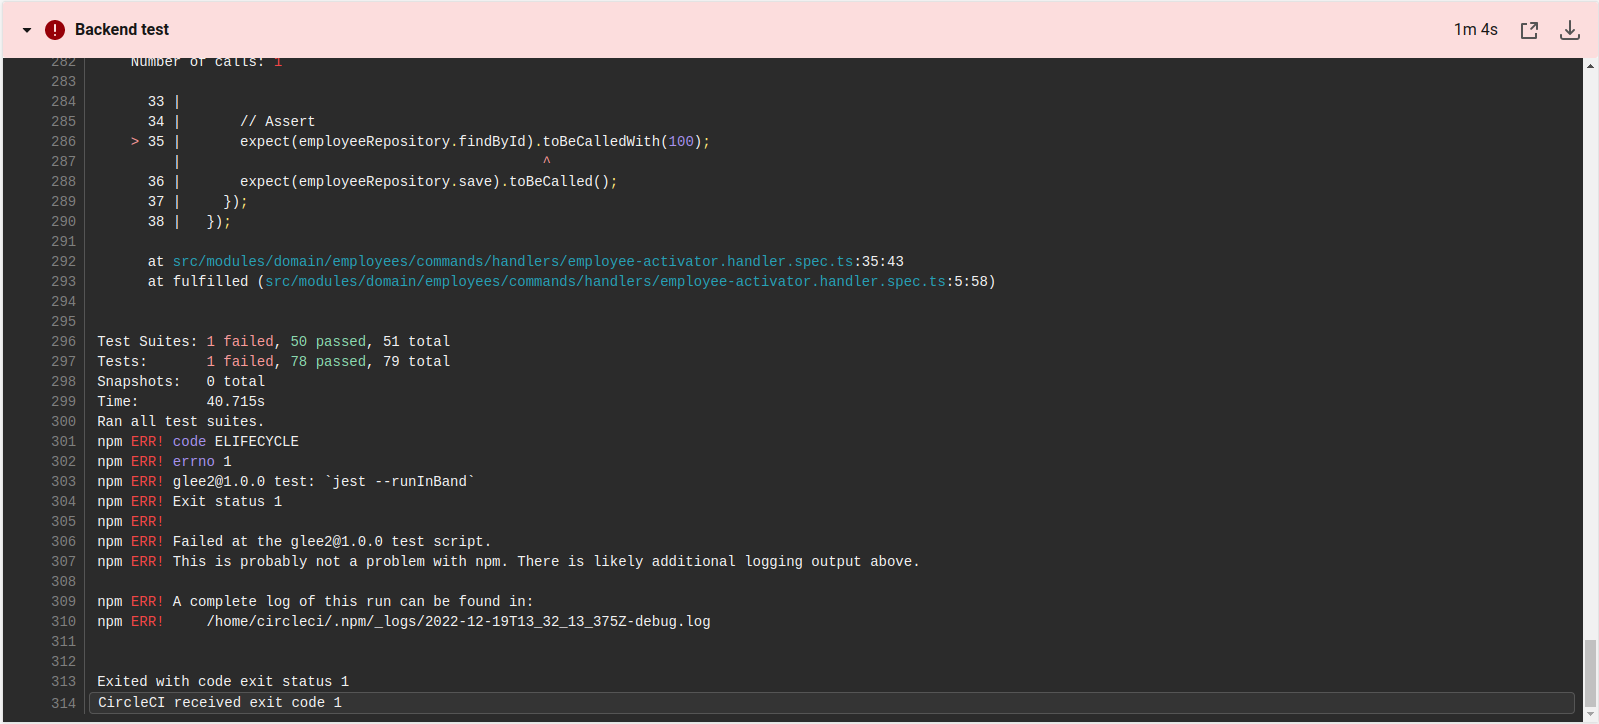 Backend test 1m 4s
282 Number of calls: 1
283
284 33 |
285 34 | // Assert
286 > 35 | expect(employeeRepository.findById).toBeCalledWith(100);
287 | ^
288 36 | expect(employeeRepository.save).toBeCalled();
289 37 | });
290 38 | });
291
292 at src/modules/domain/employees/commands/handlers/employee-activator.handler.spec.ts:35:43
293 at fulfilled (src/modules/domain/employees/commands/handlers/employee-activator.handler.spec.ts:5:58)
294
295
296 Test Suites: 1 failed, 50 passed, 51 total
297 Tests: 1 failed, 78 passed, 79 total
298 Snapshots: 0 total
299 Time: 40.715s
300 Ran all test suites.
301 npm ERR! code ELIFECYCLE
302 npm ERR! errno 1
303 npm ERR! glee2@1.0.0 test: `jest --runInBand`
304 npm ERR! Exit status 1
305 npm ERR!
306 npm ERR! Failed at the glee2@1.0.0 test script.
307 npm ERR! This is probably not a problem with npm. There is likely additional logging output above.
308
309 npm ERR! A complete log of this run can be found in:
310 npm ERR! /home/circleci/.npm/_logs/2022-12-19T13_32_13_375Z-debug.log
311
312
313 Exited with code exit status 1
314 CircleCI received exit code 1